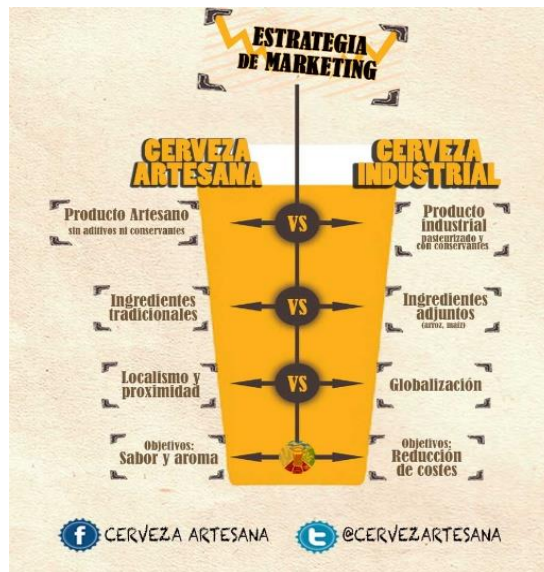 ESTRATEGIA
DE MARKETING
CERVEZA
ARTESANA
CERVEZA
INDUSTRIAL
Producto Artesano
sin aditivos ni conservantes
VS
Producto
industrial
pasteurizado y
con conservantes
Ingredientes
tradicionales
VS
Ingredientes
adjuntos
(arroz, maiz)
Localismo y
proximidad
VS
Globalización
Objetivos:
Sabor y aroma
Objetivos:
Reducción
de costes
f CERVEZA ARTESANA
t @CERVEZARTESANA